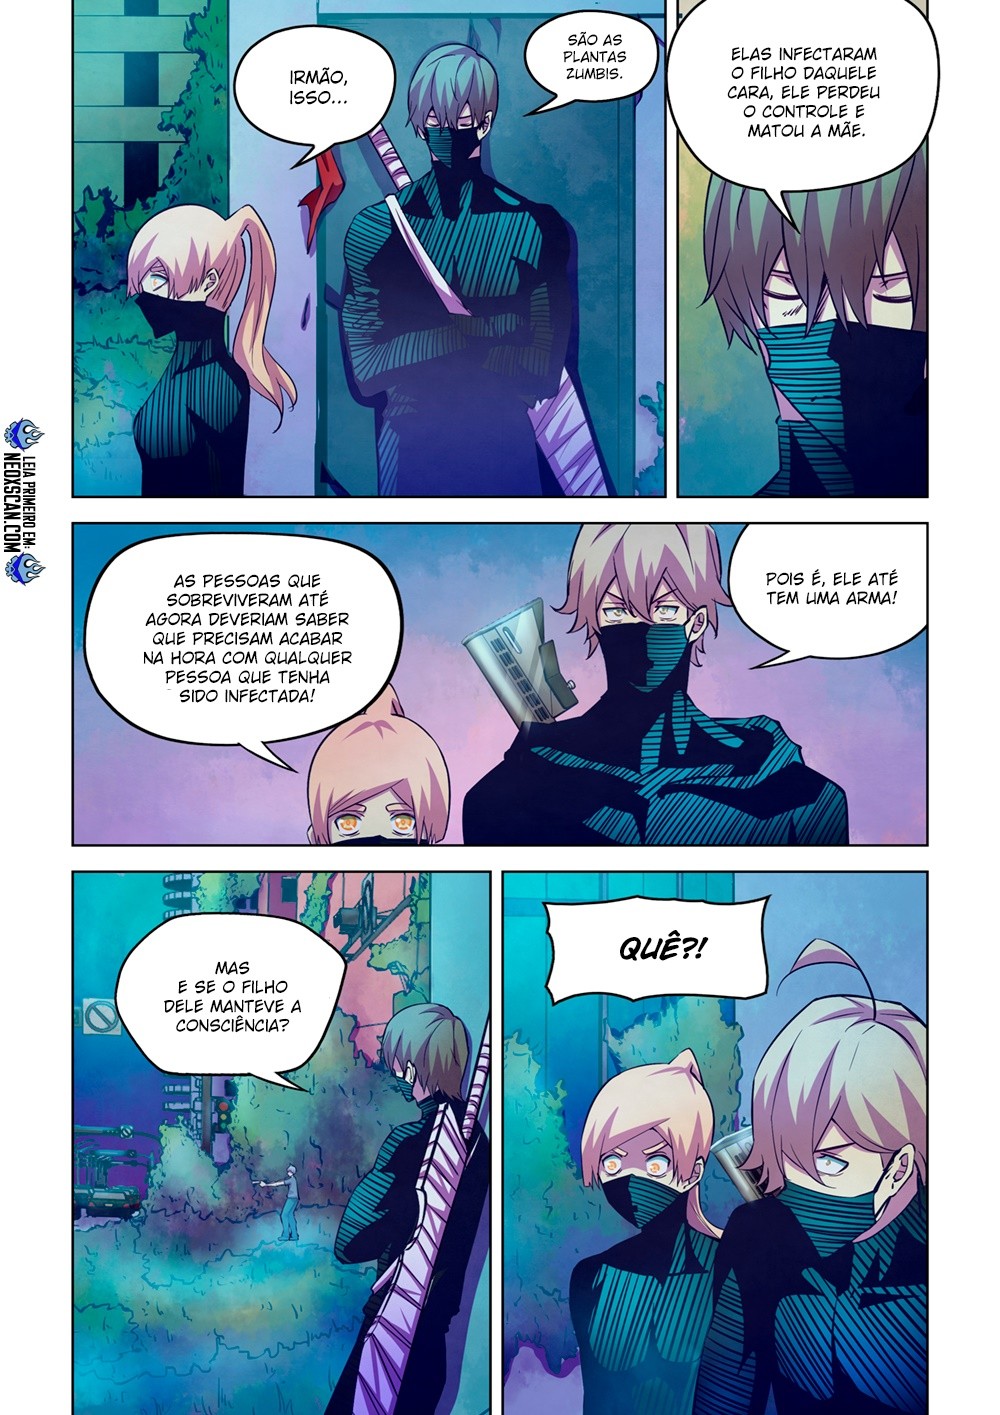 IRMÃO,
ISSO...
SÃO AS
PLANTAS
ZUMBIS.
ELAS INFECTARAM
O FILHO DAQUELE
CARA, ELE PERDEU
O CONTROLE E
MATOU A MÃE.
LEIA PRIMEIRO EM:
NEOXSCAN.COM
AS PESSOAS QUE
SOBREVIVERAM ATÉ
AGORA DEVERIAM SABER
QUE PRECISAM ACABAR
NA HORA COM QUALQUER
PESSOA QUE TENHA
SIDO INFECTADA!
POIS É, ELE ATÉ
TEM UMA ARMA!
MAS
E SE O FILHO
DELE MANTEVE A
CONSCIÊNCIA?
QUÊ?!